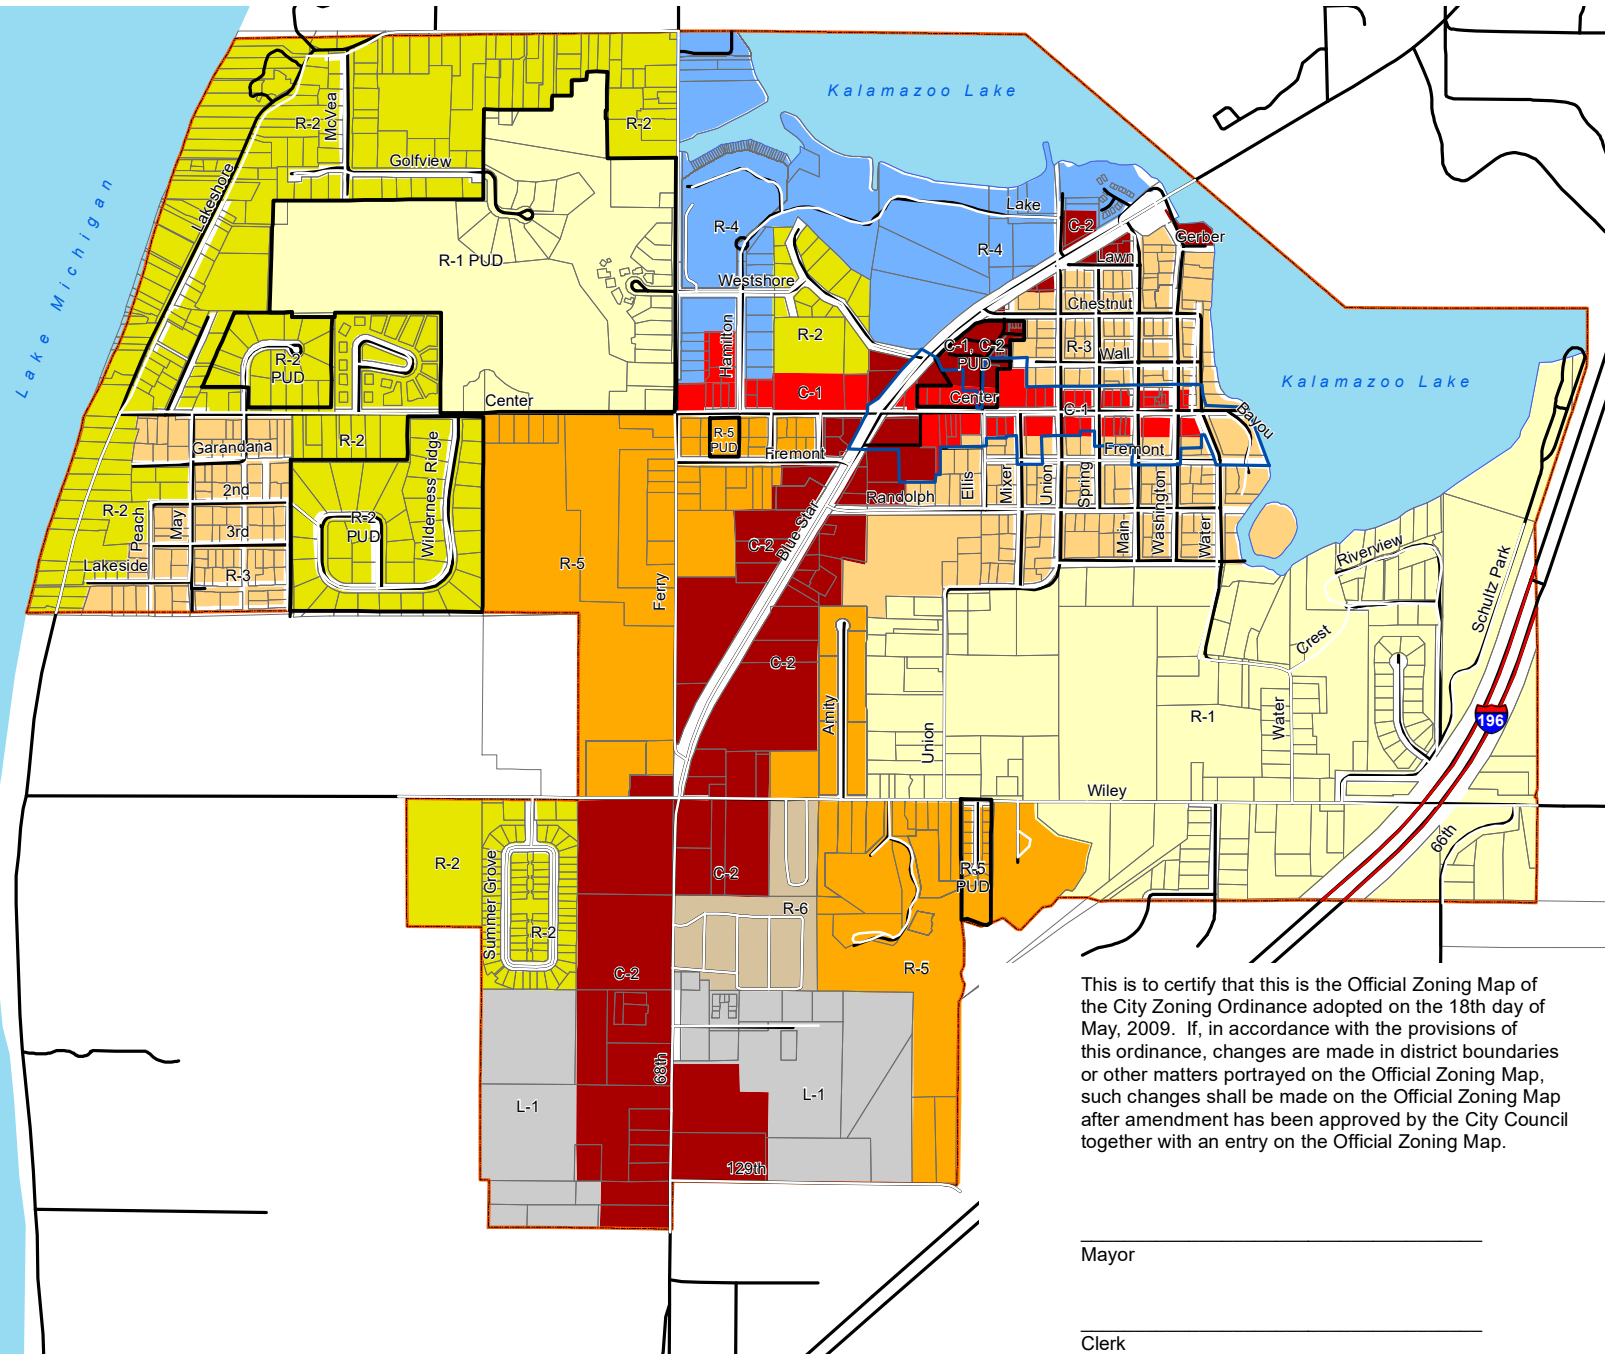 Kalamazoo Lake
R-2
McVea
R-2
Golfview
Lakeshore
Lake Michigan
Lake
R-4
C-2
Gerber
R-4
Lawn
R-1 PUD
Westshore
Chestnut
Hamilton
R-2
C-1, C-2
PUD
R-3
Wall
R-2
PUD
Kalamazoo Lake
Center
C-1
Center
C-1
Bayou
R-2
Garandana
Wilderness Ridge
R-5
PUD
Fremont
Fremont
2nd
R-2
Peach
May
3rd
R-2
PUD
Randolph
Ellis
Mixer
Union
Spring
Main
Washington
Water
Blue Star
C-2
Lakeside
R-3
R-5
Ferry
Riverview
Schultz Park
Crest
C-2
Amity
Union
R-1
Water
196
Wiley
66th
R-2
Summer Grove
C-2
R-5
PUD
R-6
R-2
C-2
R-5
This is to certify that this is the Official Zoning Map of
the City Zoning Ordinance adopted on the 18th day of
May, 2009. If, in accordance with the provisions of
this ordinance, changes are made in district boundaries
or other matters portrayed on the Official Zoning Map,
such changes shall be made on the Official Zoning Map
after amendment has been approved by the City Council
together with an entry on the Official Zoning Map.
68th
L-1
L-1
129th
Mayor
Clerk